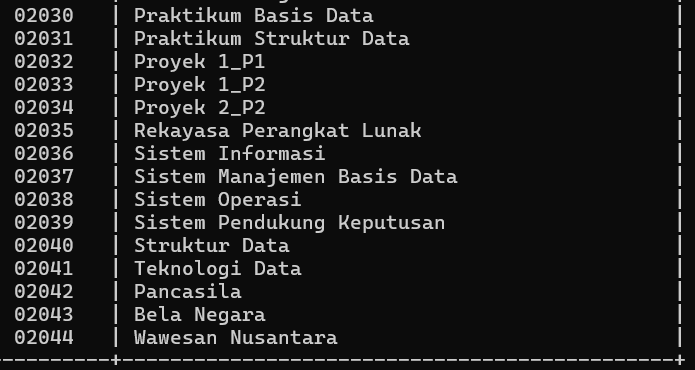 02030 | Praktikum Basis Data |
02031 | Praktikum Struktur Data |
02032 | Proyek 1_P1 |
02033 | Proyek 1_P2 |
02034 | Proyek 2_P2 |
02035 | Rekayasa Perangkat Lunak |
02036 | Sistem Informasi |
02037 | Sistem Manajemen Basis Data |
02038 | Sistem Operasi |
02039 | Sistem Pendukung Keputusan |
02040 | Struktur Data |
02041 | Teknologi Data |
02042 | Pancasila |
02043 | Bela Negara |
02044 | Wawesan Nusantara |